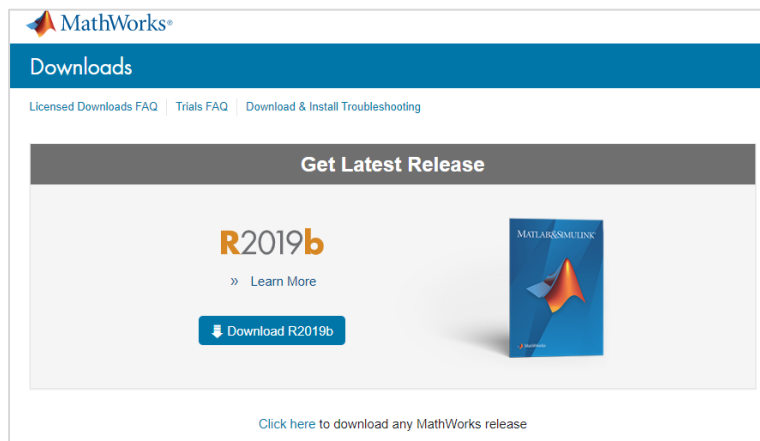 MathWorks®
Downloads
Licensed Downloads FAQ Trials FAQ Download & Install Troubleshooting
Get Latest Release
R2019b
» Learn More
Download R2019b
MATLAB&SIMULINK®
MathWorks
Click here to download any MathWorks release